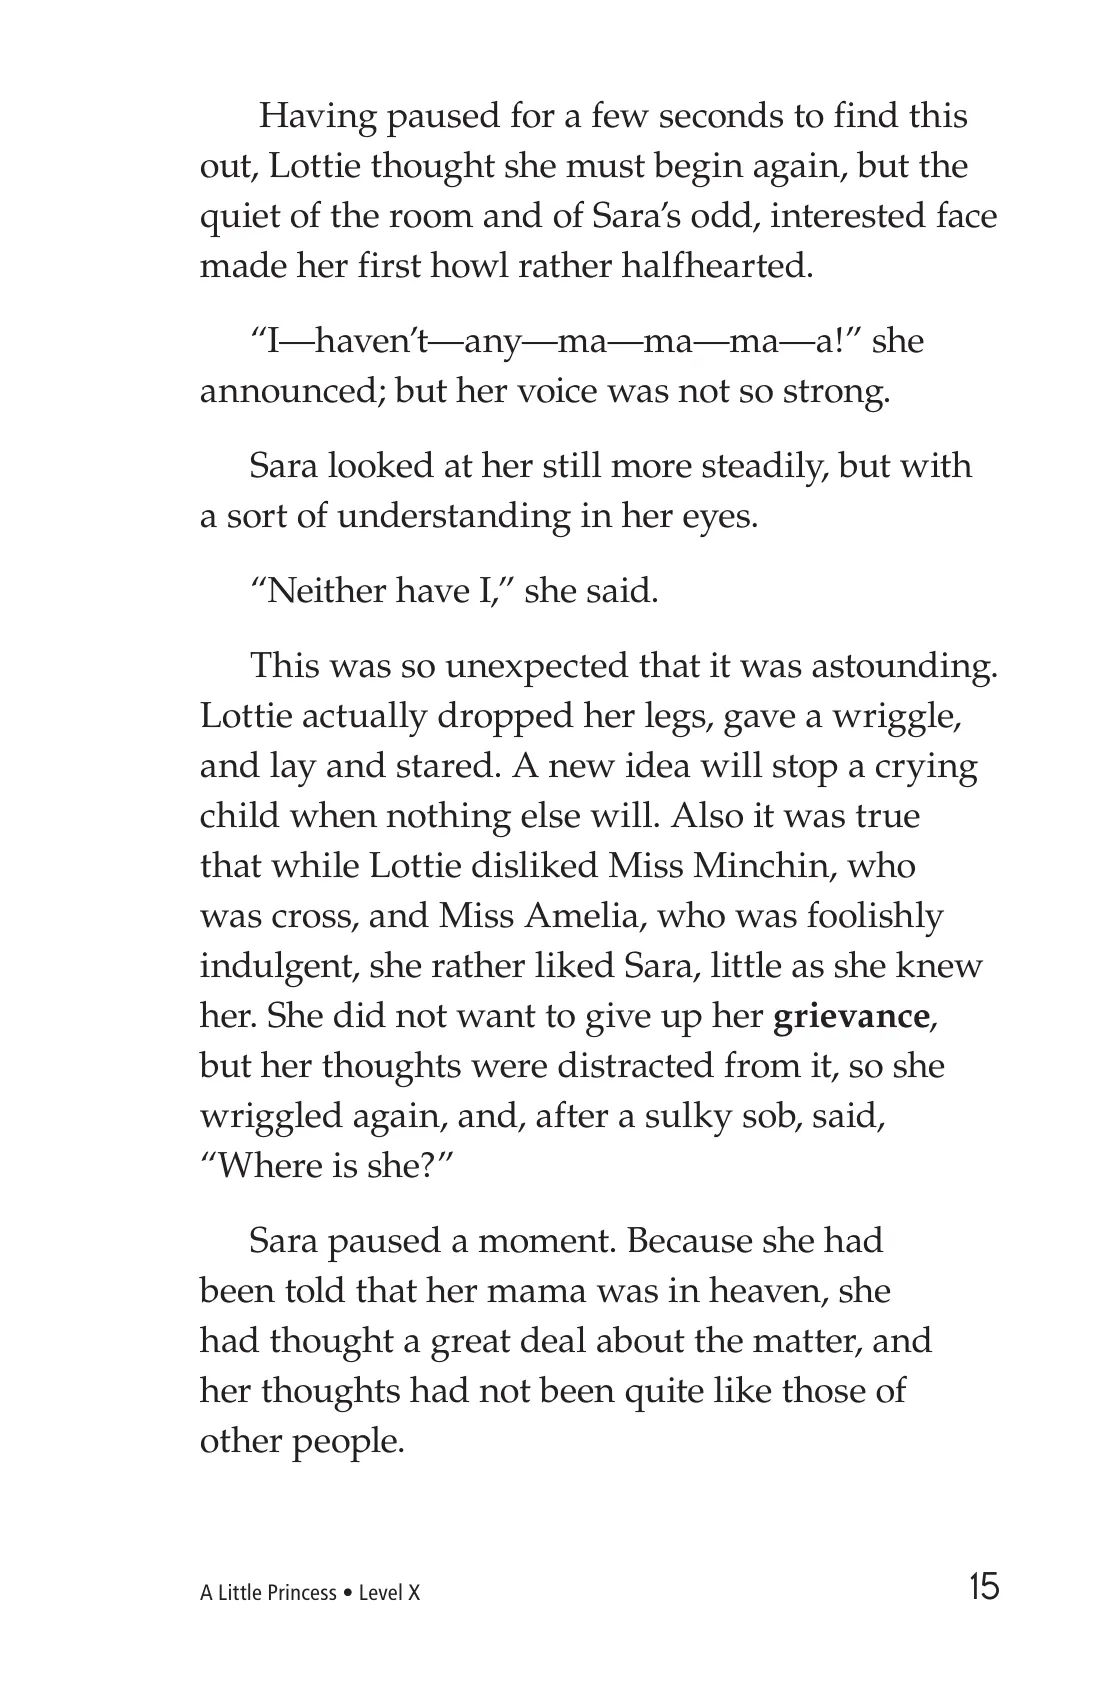 Having paused for a few seconds to find this
out, Lottie thought she must begin again, but the
quiet of the room and of Sara’s odd, interested face
made her first howl rather halfhearted.
“I—haven’t—any—ma—ma—ma—a!” she
announced; but her voice was not so strong.
Sara looked at her still more steadily, but with
a sort of understanding in her eyes.
“Neither have I,” she said.
This was so unexpected that it was astounding.
Lottie actually dropped her legs, gave a wriggle,
and lay and stared. A new idea will stop a crying
child when nothing else will. Also it was true
that while Lottie disliked Miss Minchin, who
was cross, and Miss Amelia, who was foolishly
indulgent, she rather liked Sara, little as she knew
her. She did not want to give up her grievance,
but her thoughts were distracted from it, so she
wriggled again, and, after a sulky sob, said,
“Where is she?”
Sara paused a moment. Because she had
been told that her mama was in heaven, she
had thought a great deal about the matter, and
her thoughts had not been quite like those of
other people.
A Little Princess • Level X
15